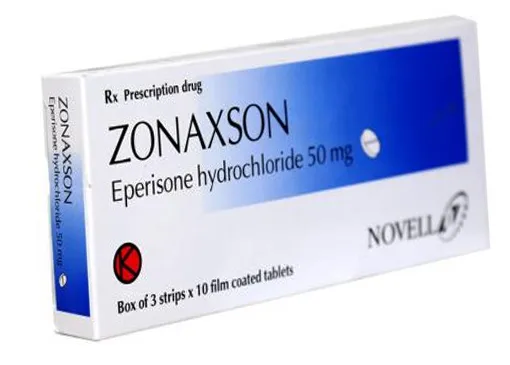 ZONAXSON
Eperisone hydrochloride 50 mg
Rx Prescription drug
ZONAXSON
Eperisone hydrochloride 50 mg
K
NOVELL
Box of 3 strips x 10 film coated tablets